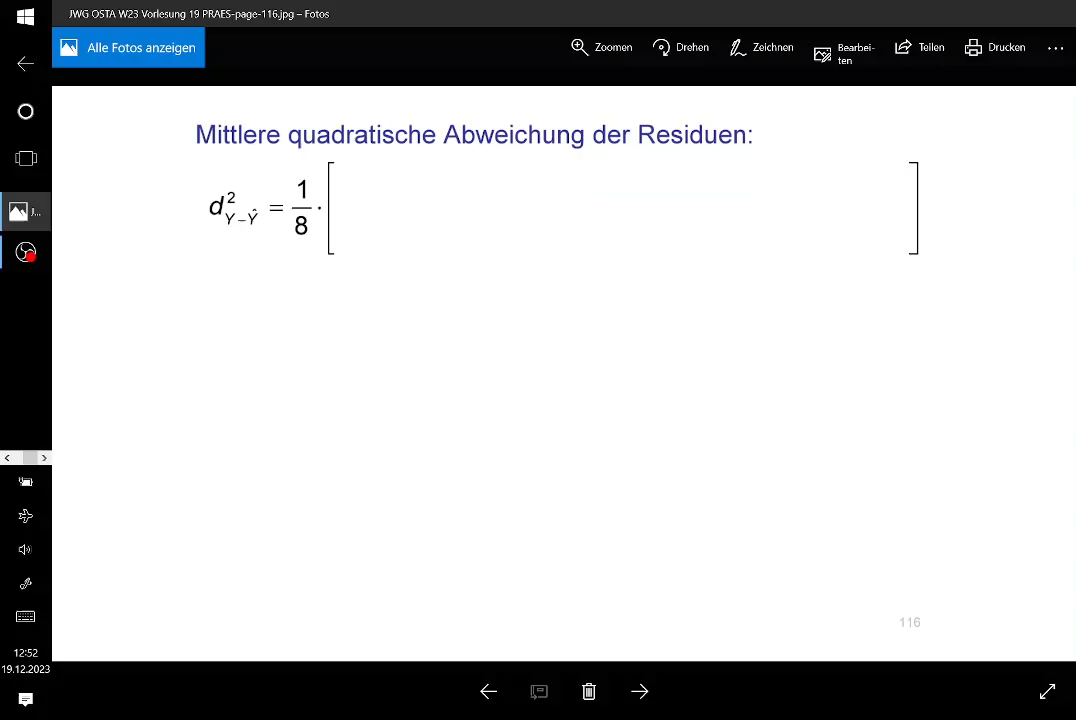 JWG OSTA W23 Vorlesung 19 PRAES-page-116.jpg – Fotos
Alle Fotos anzeigen
Zoomen
Drehen
Zeichnen
Bearbei-
ten
Teilen
Drucken
Mittlere quadratische Abweichung der Residuen:
d²_{Y−Ŷ} = 1/8 · [ ]
J...
116
12:52
19.12.2023